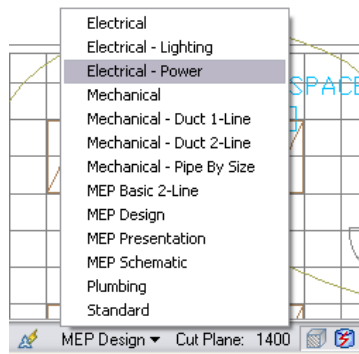 Electrical
Electrical - Lighting
Electrical - Power
SPACE
Mechanical
Mechanical - Duct 1-Line
Mechanical - Duct 2-Line
Mechanical - Pipe By Size
MEP Basic 2-Line
MEP Design
MEP Presentation
MEP Schematic
Plumbing
Standard
MEP Design Cut Plane: 1400